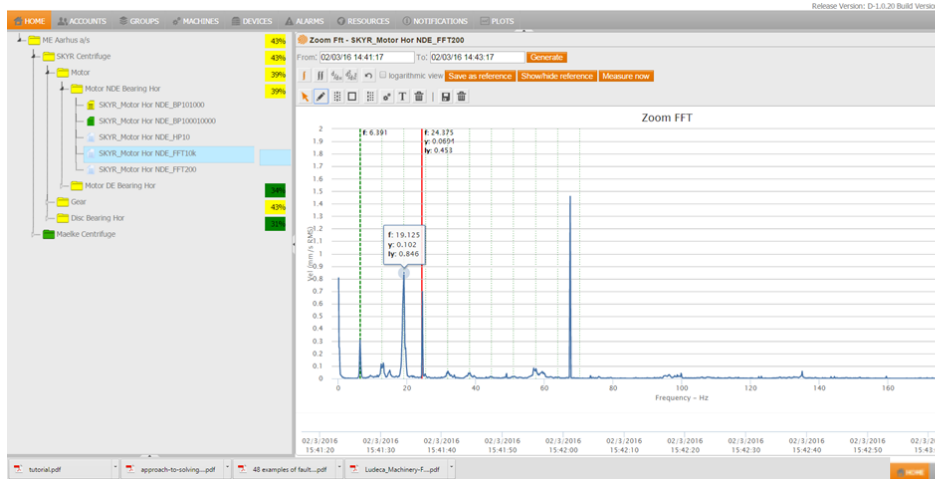 Release Version: D-1.0.20 Build Versio
HOME ACCOUNTS GROUPS MACHINES DEVICES ALARMS RESOURCES NOTIFICATIONS PLOTS
ME Aarhus a/s 43%
SKYR Centrifuge 43%
Motor 39%
Motor NDE Bearing Hor 39%
SKYR_Motor Hor NDE_BP101000
SKYR_Motor Hor NDE_BP100010000
SKYR_Motor Hor NDE_HP10
SKYR_Motor Hor NDE_FFT10k
SKYR_Motor Hor NDE_FFT200
Motor DE Bearing Hor 34%
Gear 43%
Disc Bearing Hor 32%
Maelke Centrifuge
Zoom Fft - SKYR_Motor Hor NDE_FFT200
From: 02/03/16 14:41:17 To: 02/03/16 14:43:17 Generate
logarithmic view Save as reference Show/hide reference Measure now
T
Zoom FFT
f: 6.391
f: 24.375
y: 0.0691
ly: 0.453
f: 19.125
y: 0.102
ly: 0.846
Vel (mm/s RMS)
2
1.9
1.8
1.7
1.6
1.5
1.4
1.3
1.2
1.1
1
0.9
0.8
0.7
0.6
0.5
0.4
0.3
0.2
0.1
0
0 20 40 60 80 100 120 140 160
Frequency - Hz
02/3/2016 02/3/2016 02/3/2016 02/3/2016 02/3/2016 02/3/2016 02/3/2016 02/3/2016 02/3/2016 02/3/2016 02/3/2
15:41:20 15:41:30 15:41:40 15:41:50 15:42:00 15:42:10 15:42:20 15:42:30 15:42:40 15:42:50 15:43:
tutorial.pdf approach-to-solving....pdf 48 examples of fault....pdf Ludeca_Machinery-F....pdf
HOME